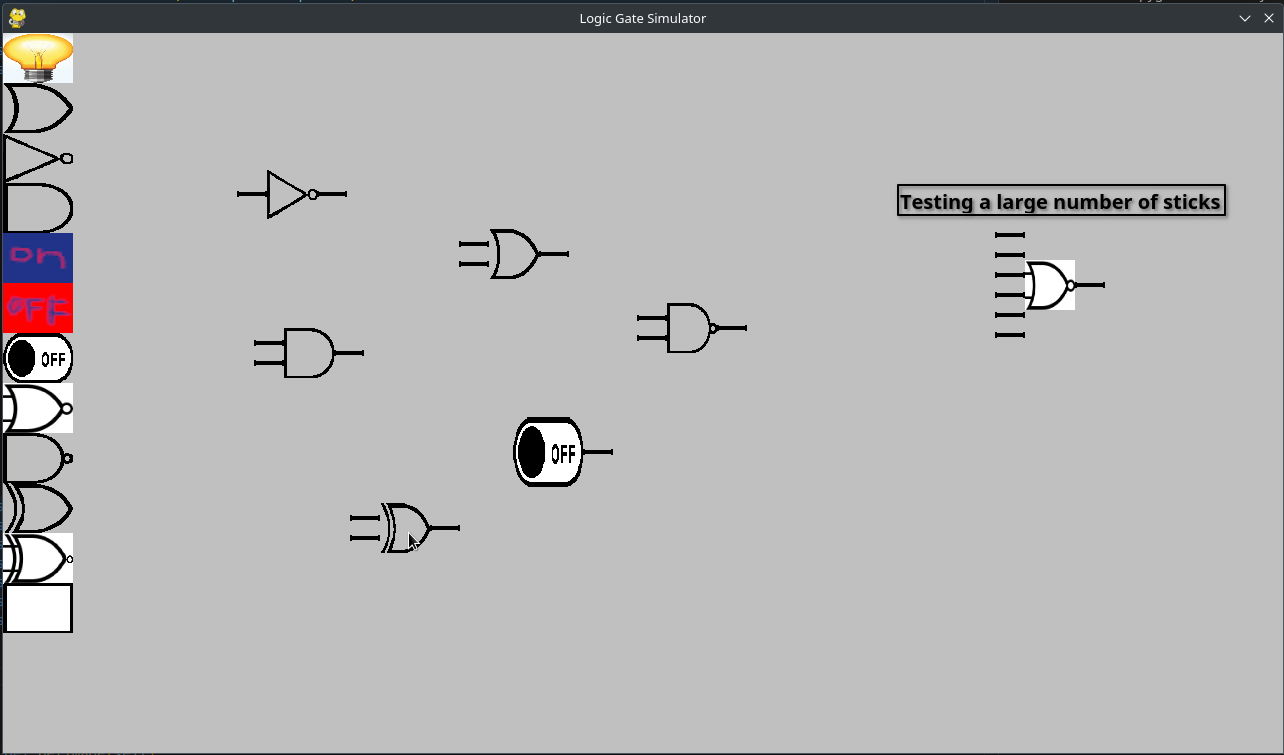 Logic Gate Simulator
on
OFF
OFF
Testing a large number of sticks
OFF